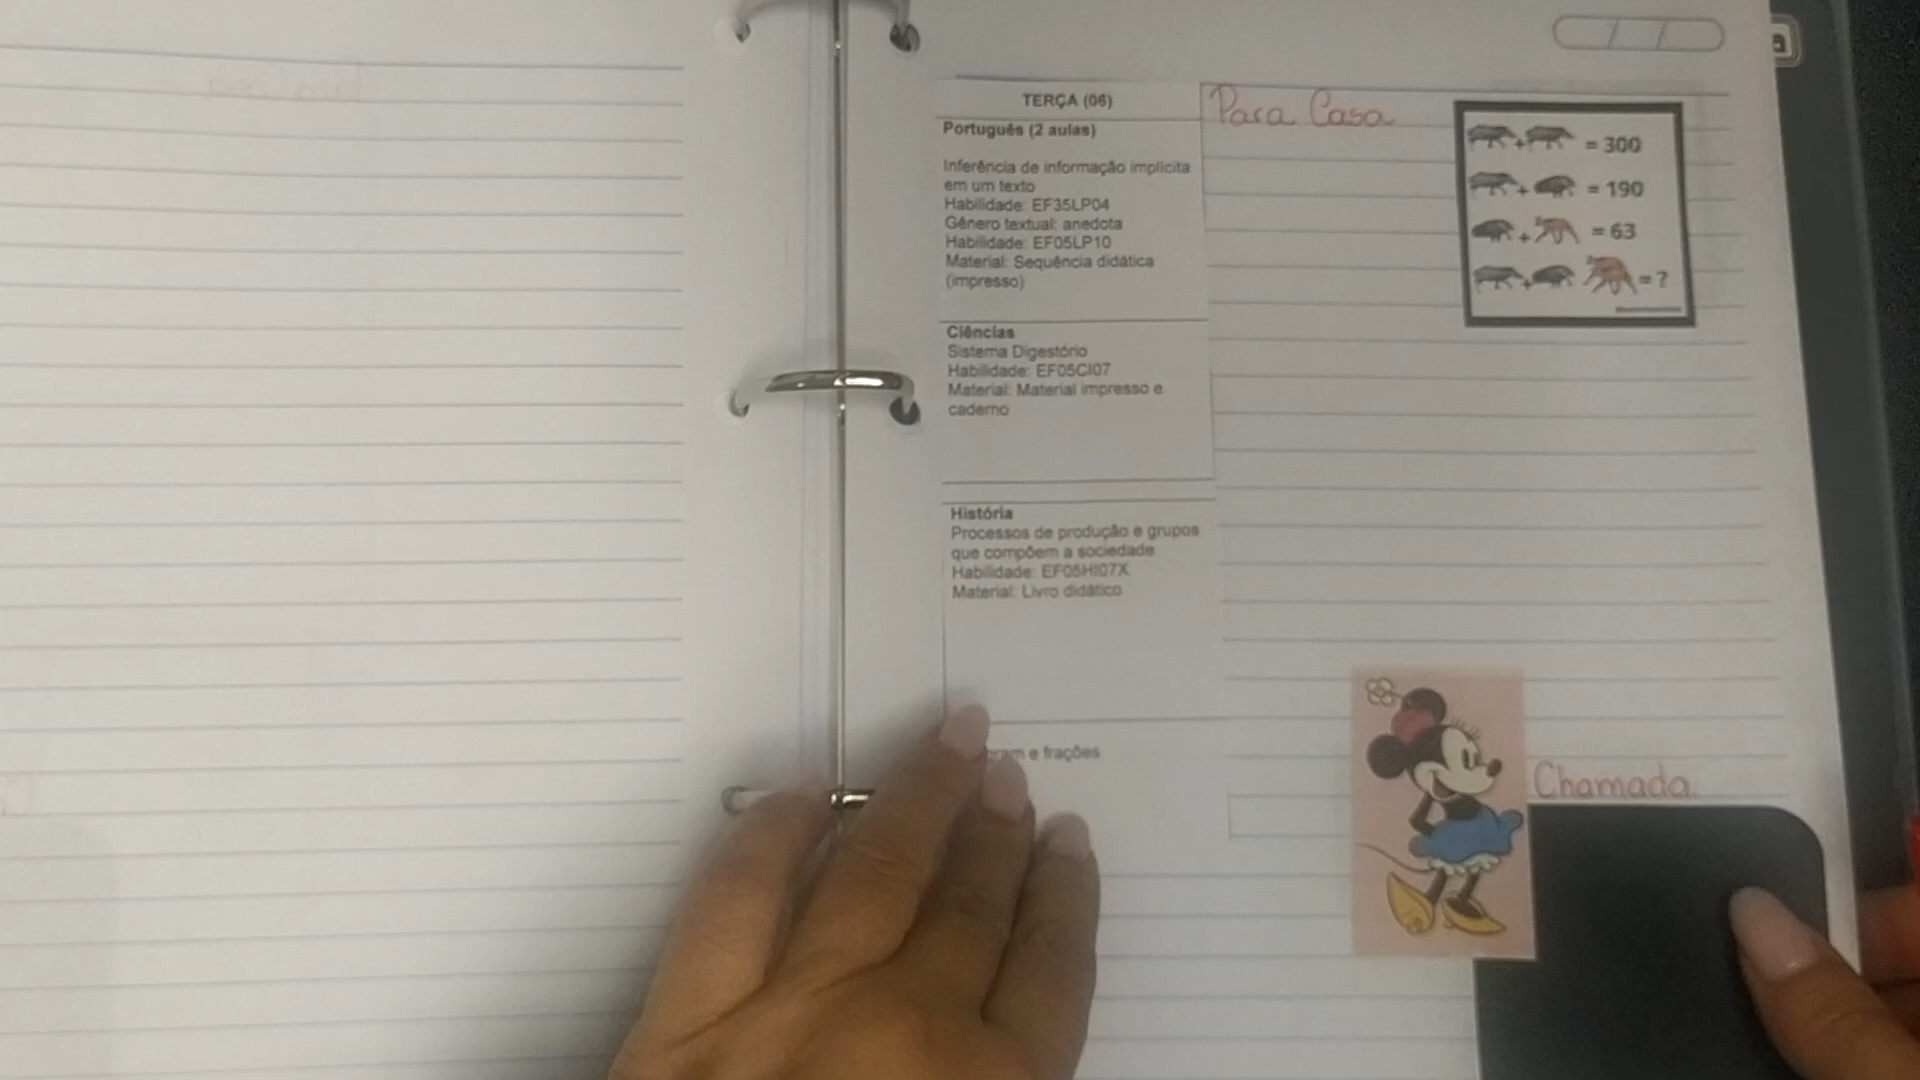 TERÇA (06)
Português (2 aulas)
Inferência de informação implícita
em um texto
Habilidade: EF35LP04
Gênero textual: anedota
Habilidade: EF05LP10
Material: Sequência didática
(impresso)
Ciências
Sistema Digestório
Habilidade: EF05CI07
Material: Material impresso e
caderno
História
Processos de produção e grupos
que compõem a sociedade
Habilidade: EF05HI07X
Material: Livro didático
e frações
Para Casa
+ = 300
+ = 190
+ = 63
+ = ?
Chamada: